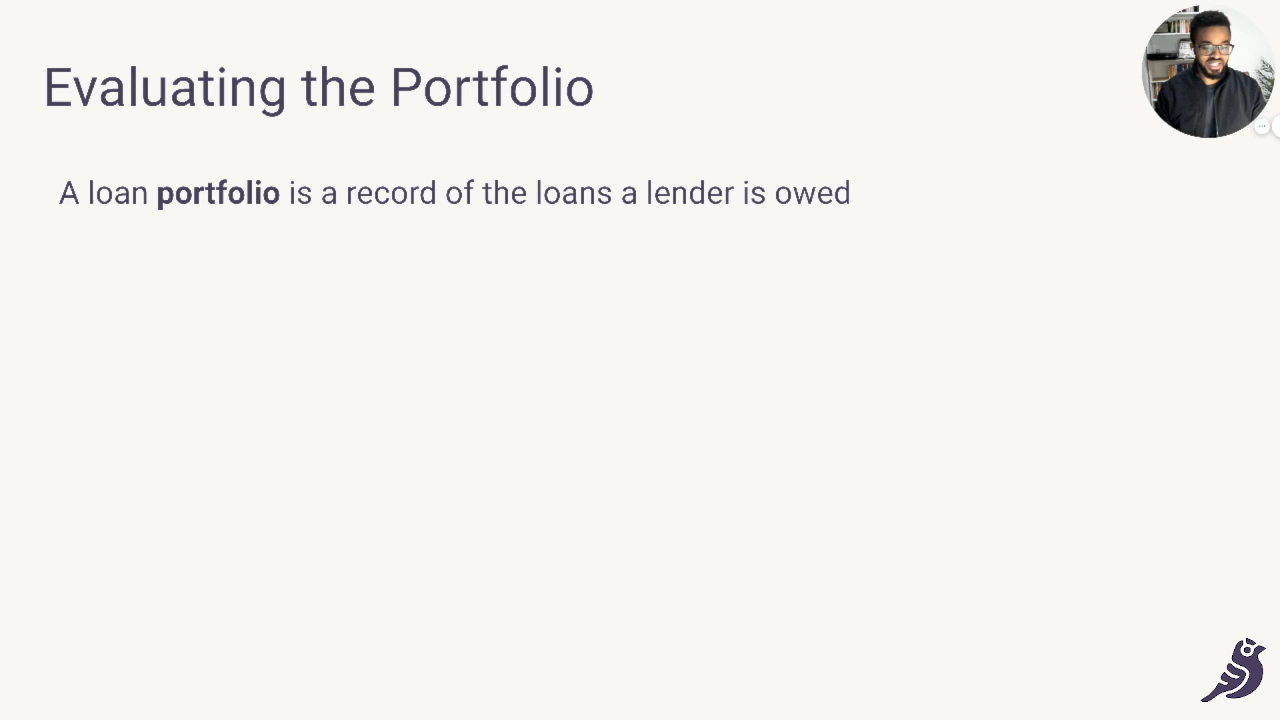 Evaluating the Portfolio
A loan portfolio is a record of the loans a lender is owed